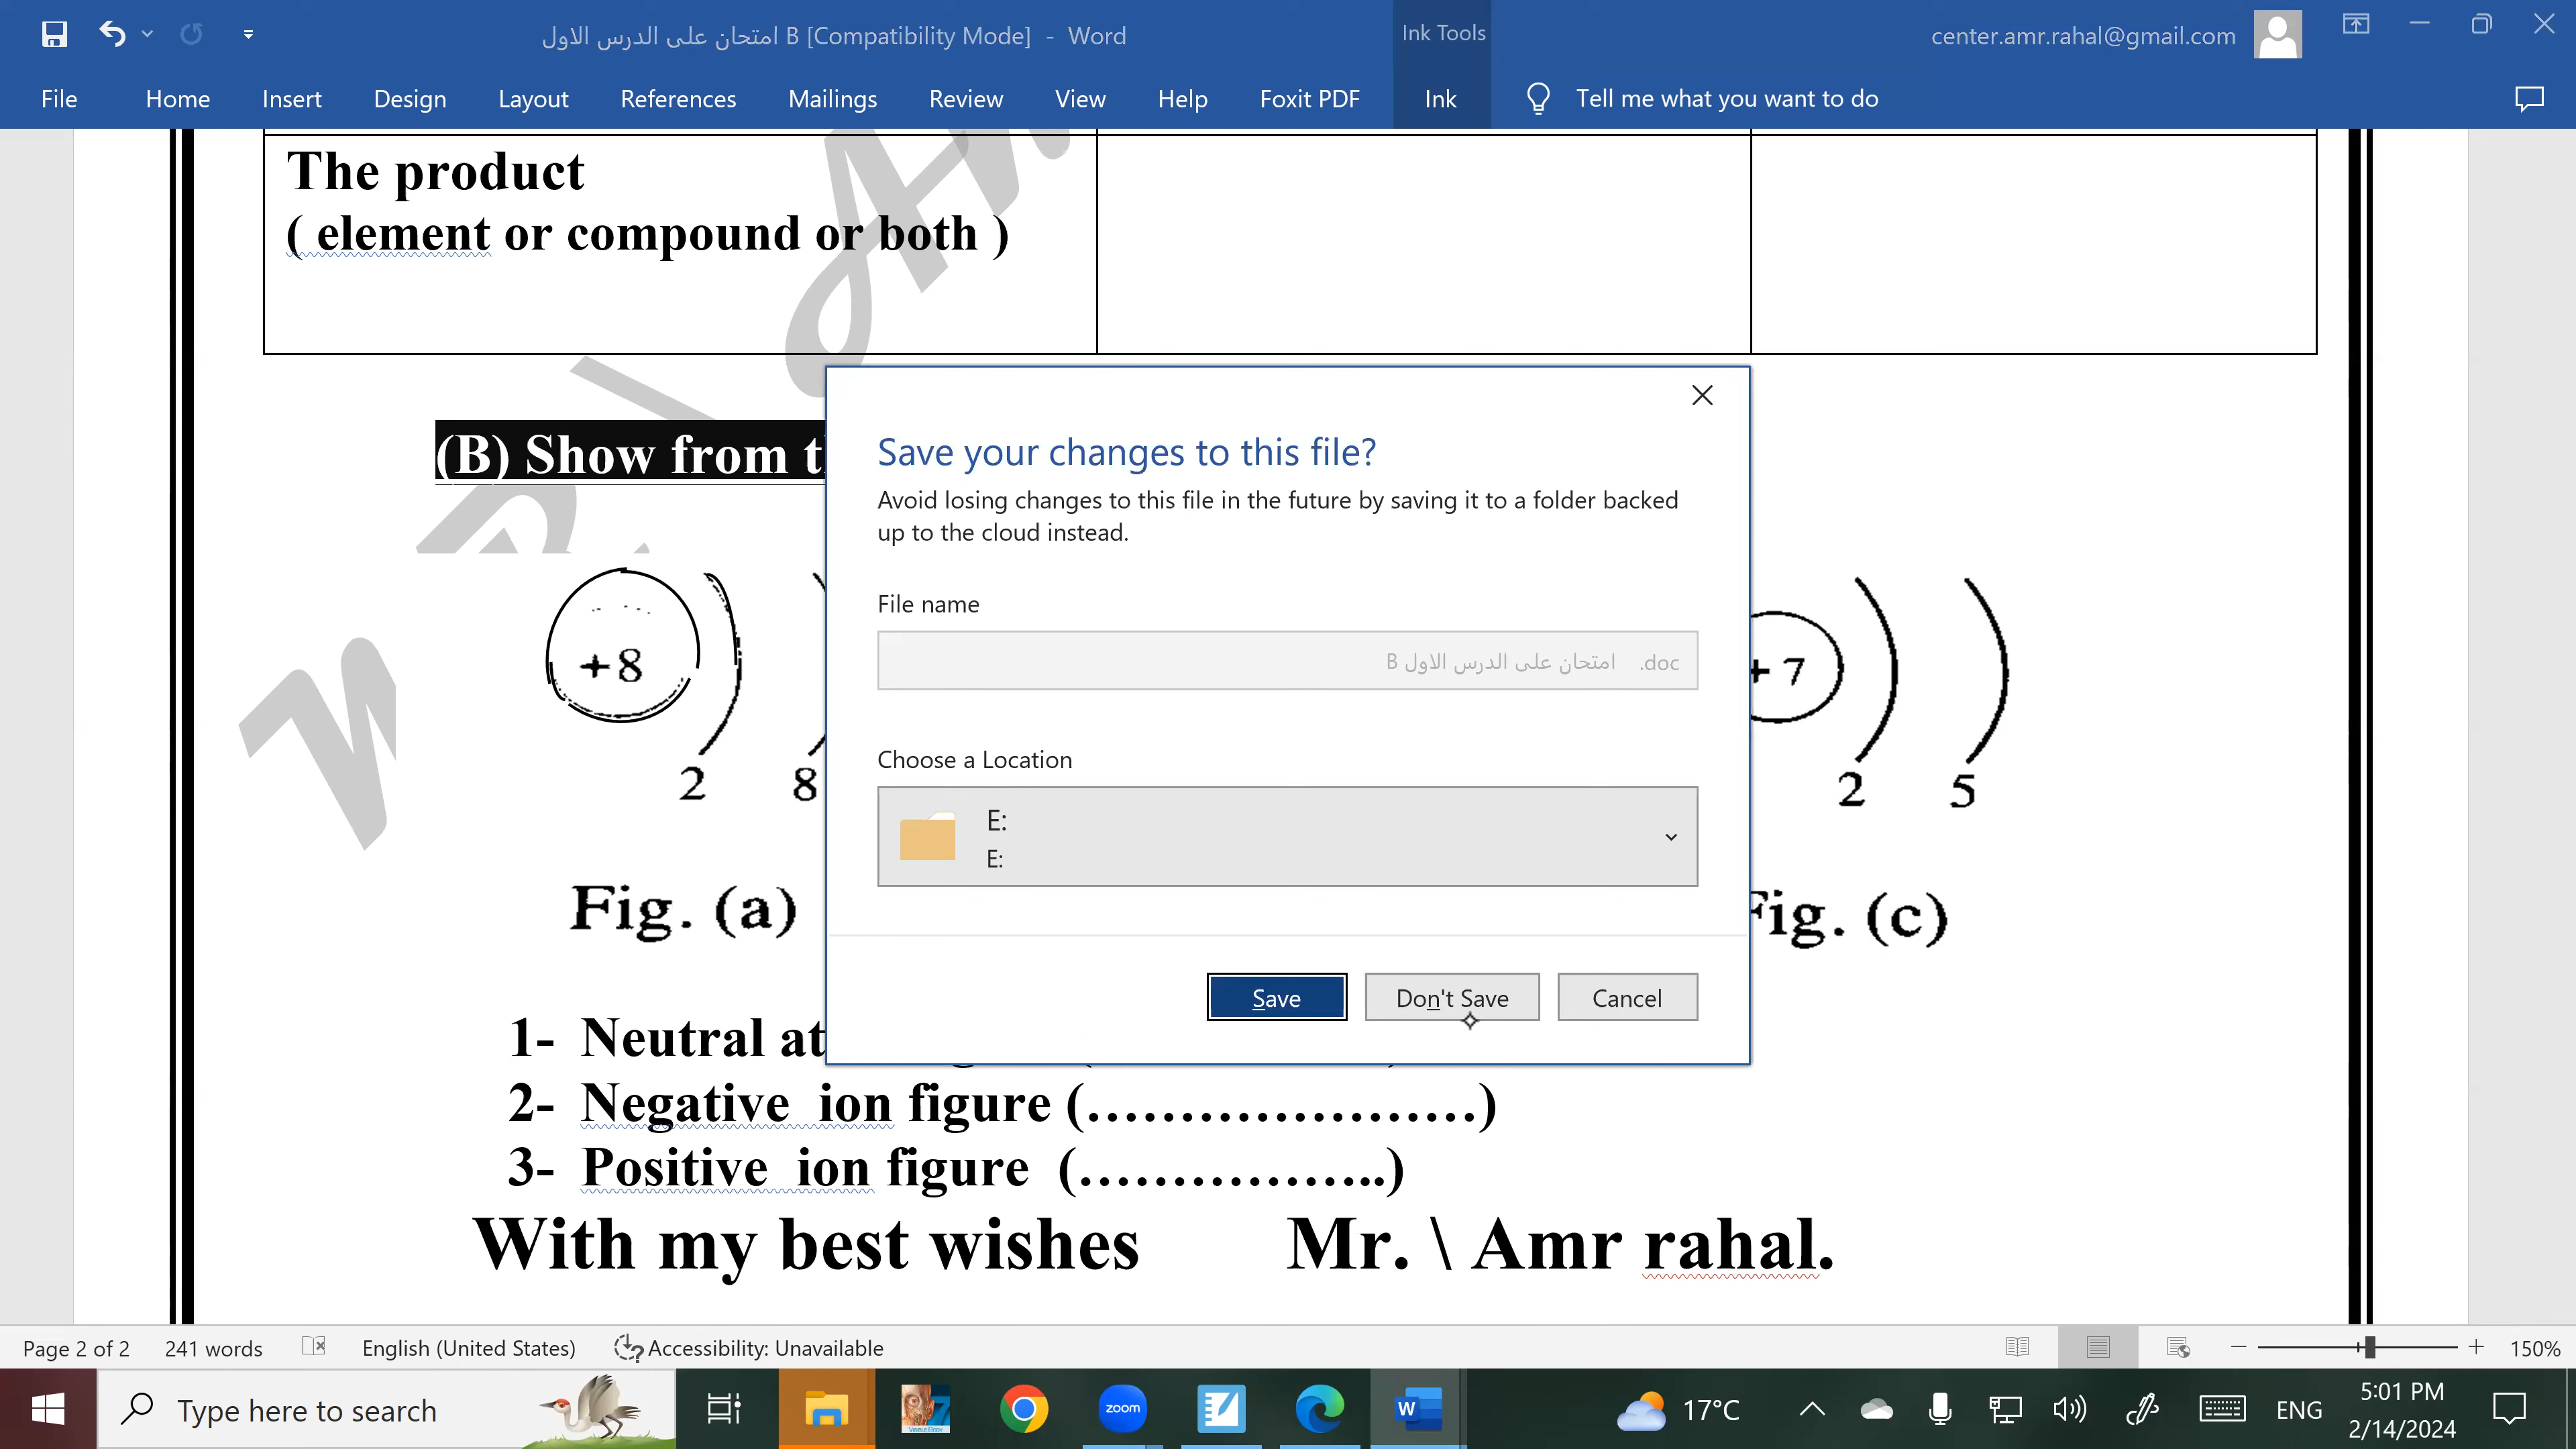 امتحان على الدرس الاول B [Compatibility Mode] - Word
Ink Tools
center.amr.rahal@gmail.com
File Home Insert Design Layout References Mailings Review View Help Foxit PDF Ink Tell me what you want to do
The product
( element or compound or both )
(B) Show from
Save your changes to this file?
Avoid losing changes to this file in the future by saving it to a folder backed
up to the cloud instead.
File name
امتحان على الدرس الاول B .doc
Choose a Location
E:
E:
Save Don't Save Cancel
+8
2 8
+ 7
2 5
Fig. (a)
Fig. (c)
1- Neutral
2- Negative ion figure (…………………)
3- Positive ion figure (……………..)
With my best wishes Mr. \ Amr rahal.
Page 2 of 2 241 words English (United States) Accessibility: Unavailable 150%
Type here to search
zoom
17°C
ENG
5:01 PM
2/14/2024